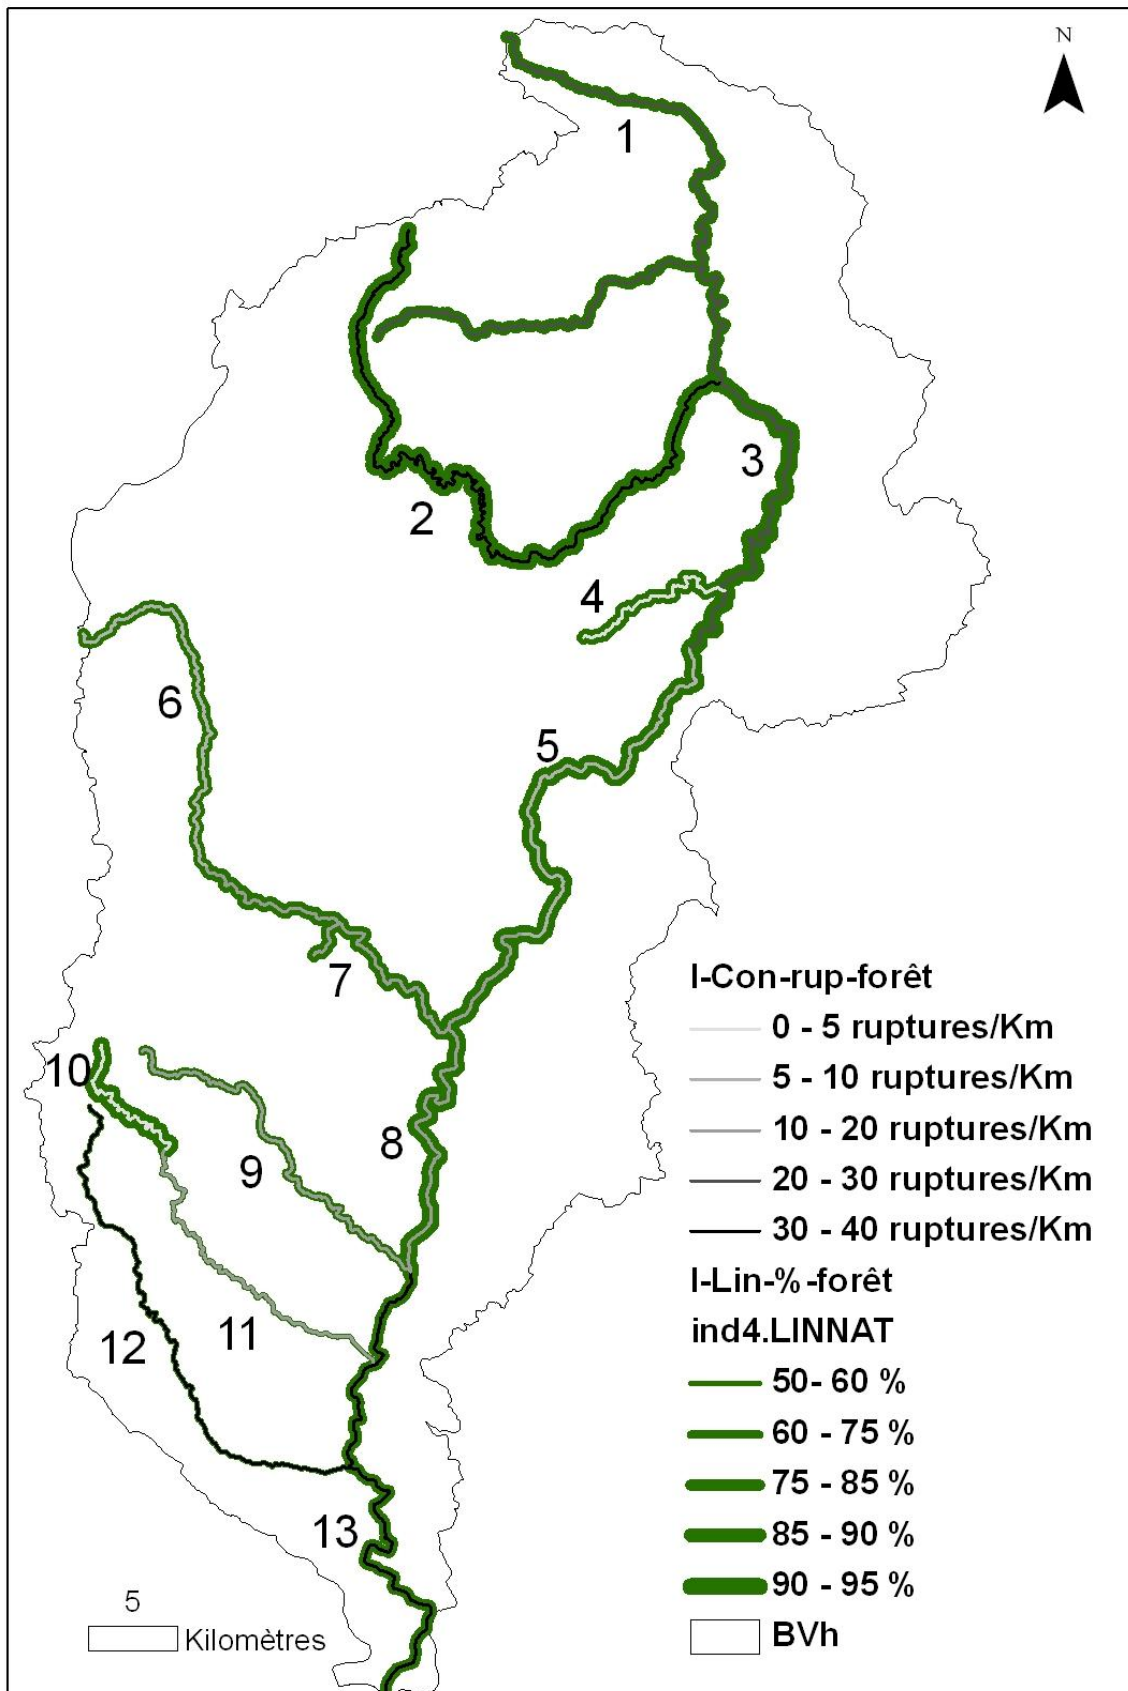 N
1
2
3
4
5
6
7
8
9
10
11
12
13
I-Con-rup-forêt
0 - 5 ruptures/Km
5 - 10 ruptures/Km
10 - 20 ruptures/Km
20 - 30 ruptures/Km
30 - 40 ruptures/Km
I-Lin-%-forêt
ind4.LINNAT
50- 60 %
60 - 75 %
75 - 85 %
85 - 90 %
90 - 95 %
BVh
5
Kilomètres